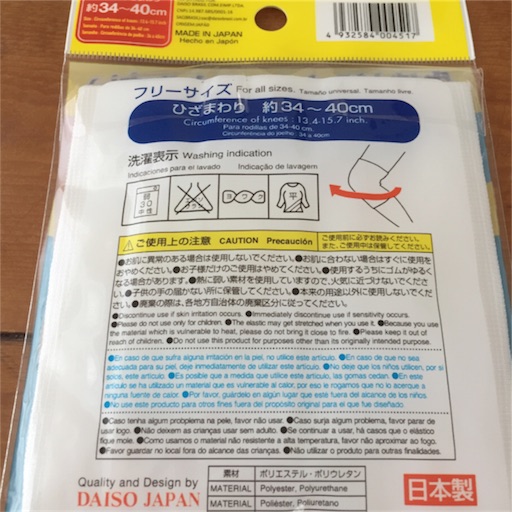 約34～40cm
MADE IN JAPAN
Hecho en Japón
4 932584 004517
フリーサイズ For all sizes. Tamaño universal. Tamanho livre.
ひざまわり 約34～40cm
Circumference of knees : 13.4-15.7 inch.
Para rodillas de 34-40 cm.
Circunferência do joelho : 34 a 40cm
洗濯表示 Washing indication
Indicaciones para el lavado Indicação de lavagem
弱
30
中性
ヨワク
平
ご使用上の注意 CAUTION Precaución
ご使用前に必ずお読みください。
また、ご使用中は保管してください。
●お肌に異常のある場合は使用しないでください。●お肌に合わない場合はすぐに使用を
おやめください。●お子様だけのご使用はやめてください。●使用するうちにゴムがゆるく
なる場合があります。●熱に弱い素材を使用していますので、火気に近づけないでくださ
い。●子供の手の届かない所に保管してください。●本来の用途以外に使用しないでくだ
さい。●廃棄の際は、各地方自治体の廃棄区分に従ってください。
●Discontinue use if skin irritation occurs. ●Immediately discontinue use if sensitivity occurs.
●Please do not use only for children. ●The elastic may get stretched when in use. ●Because you use
the material which is vulnerable to heat, please do not bring it close to fire. ●Please keep it out of
reach of children. ●Do not use this product for purposes other than its originally intended purpose.
●En caso de que sufra alguna irritación en la piel, no utilice este artículo. ●En caso de que no sea
adecuada para su piel, deje inmediatamente de utilizar este artículo. ●No deje que los niños utilicen, por sí
solos, este artículo. ●Es posible que a medida que utilice este artículo, las gomas cedan. ●En este
artículo se ha utilizado un material que es vulnerable al calor, por eso le rogamos que no lo acerque a
ninguna fuente de calor. ●Por favor, guárdelo en algún lugar que esté fuera del alcance de los niños.
●No use este producto para otros fines fuera del propósito original para el que fue diseñado.
●Caso tenha algum probplema na pele, favor não usar. ●Caso surja algum problema, favor parar de
usar logo. ●Não deixem as crianças usar sem adulto. ●Se continuar a usar, há casos que o elástico
fique mole. ●Como usamos o material não resistente a alta temperatura, favor não aproximar ao fogo.
●Favor guardar no local fora do alcance das crianças. ●Não utilizar o produto para outras finalidades.
Quality and Design by
DAISO JAPAN
素材 ポリエステル・ポリウレタン
MATERIAL Polyester, Polyurethane
MATERIAL Poliéster, Poliuretano
日本製